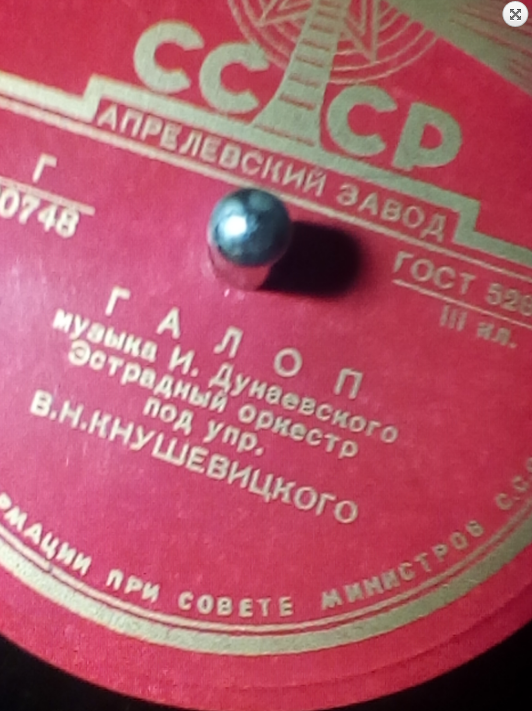 СССР
АПРЕЛЕВСКИЙ ЗАВОД
Г
0748
ГОСТ
III кл.
ГАЛОП
музыка И. Дунаевского
Эстрадный оркестр
под упр.
В.Н.КНУШЕВИЦКОГО
ПРИ СОВЕТЕ МИНИСТРОВ